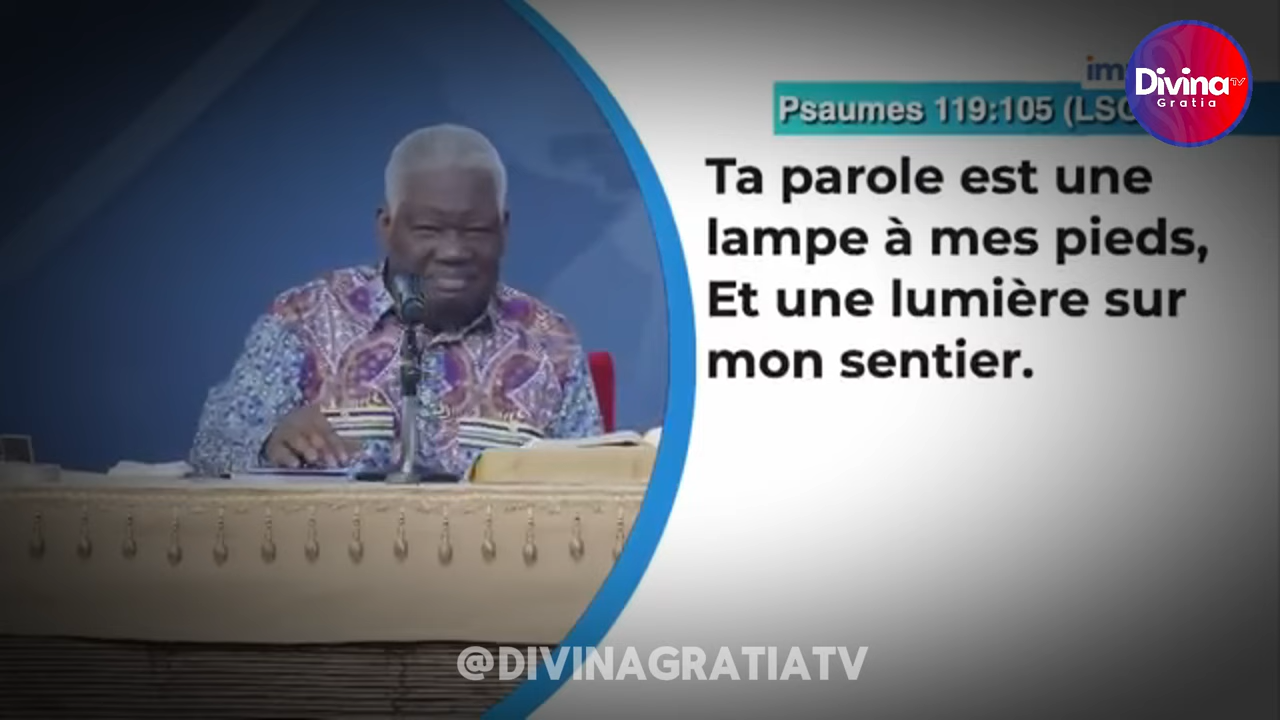 Divina TV
Gratia
Psaumes 119:105
Ta parole est une
lampe à mes pieds,
Et une lumière sur
mon sentier.
@DIVINAGRATIATV